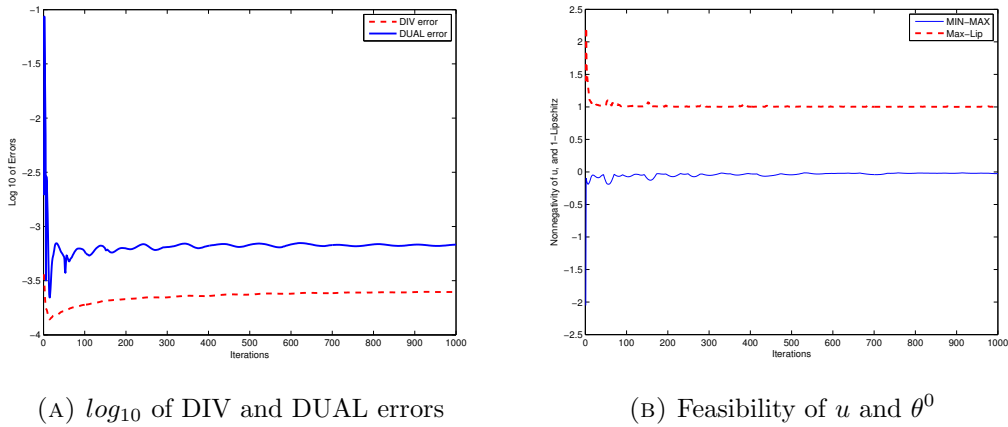 -1
-1.5
-2
-2.5
-3
-3.5
-4
Log 10 of Errors
0 100 200 300 400 500 600 700 800 900 1000
Iterations
DIV error
DUAL error
(A) log10 of DIV and DUAL errors
2.5
2
1.5
1
0.5
0
-0.5
-1
-1.5
-2
-2.5
Nonnegativity of u, and 1-Lipschitz
0 100 200 300 400 500 600 700 800 900 1000
Iterations
MIN-MAX
Max-Lip
(B) Feasibility of u and θ⁰